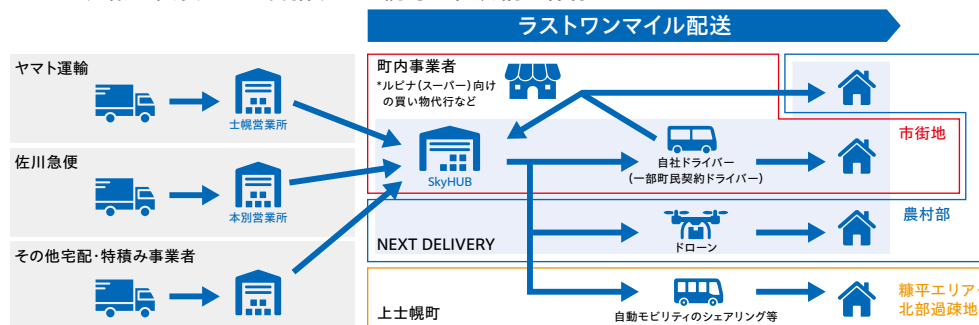 ラストワンマイル配送
ヤマト運輸
士幌営業所
佐川急便
本別営業所
その他宅配・特積み事業者
町内事業者
*ルピナ(スーパー)向け
の買い物代行など
SkyHUB
自社ドライバー
(一部町民契約ドライバー)
市街地
NEXT DELIVERY
ドローン
農村部
上士幌町
自動モビリティのシェアリング等
糠平エリア
北部過疎地